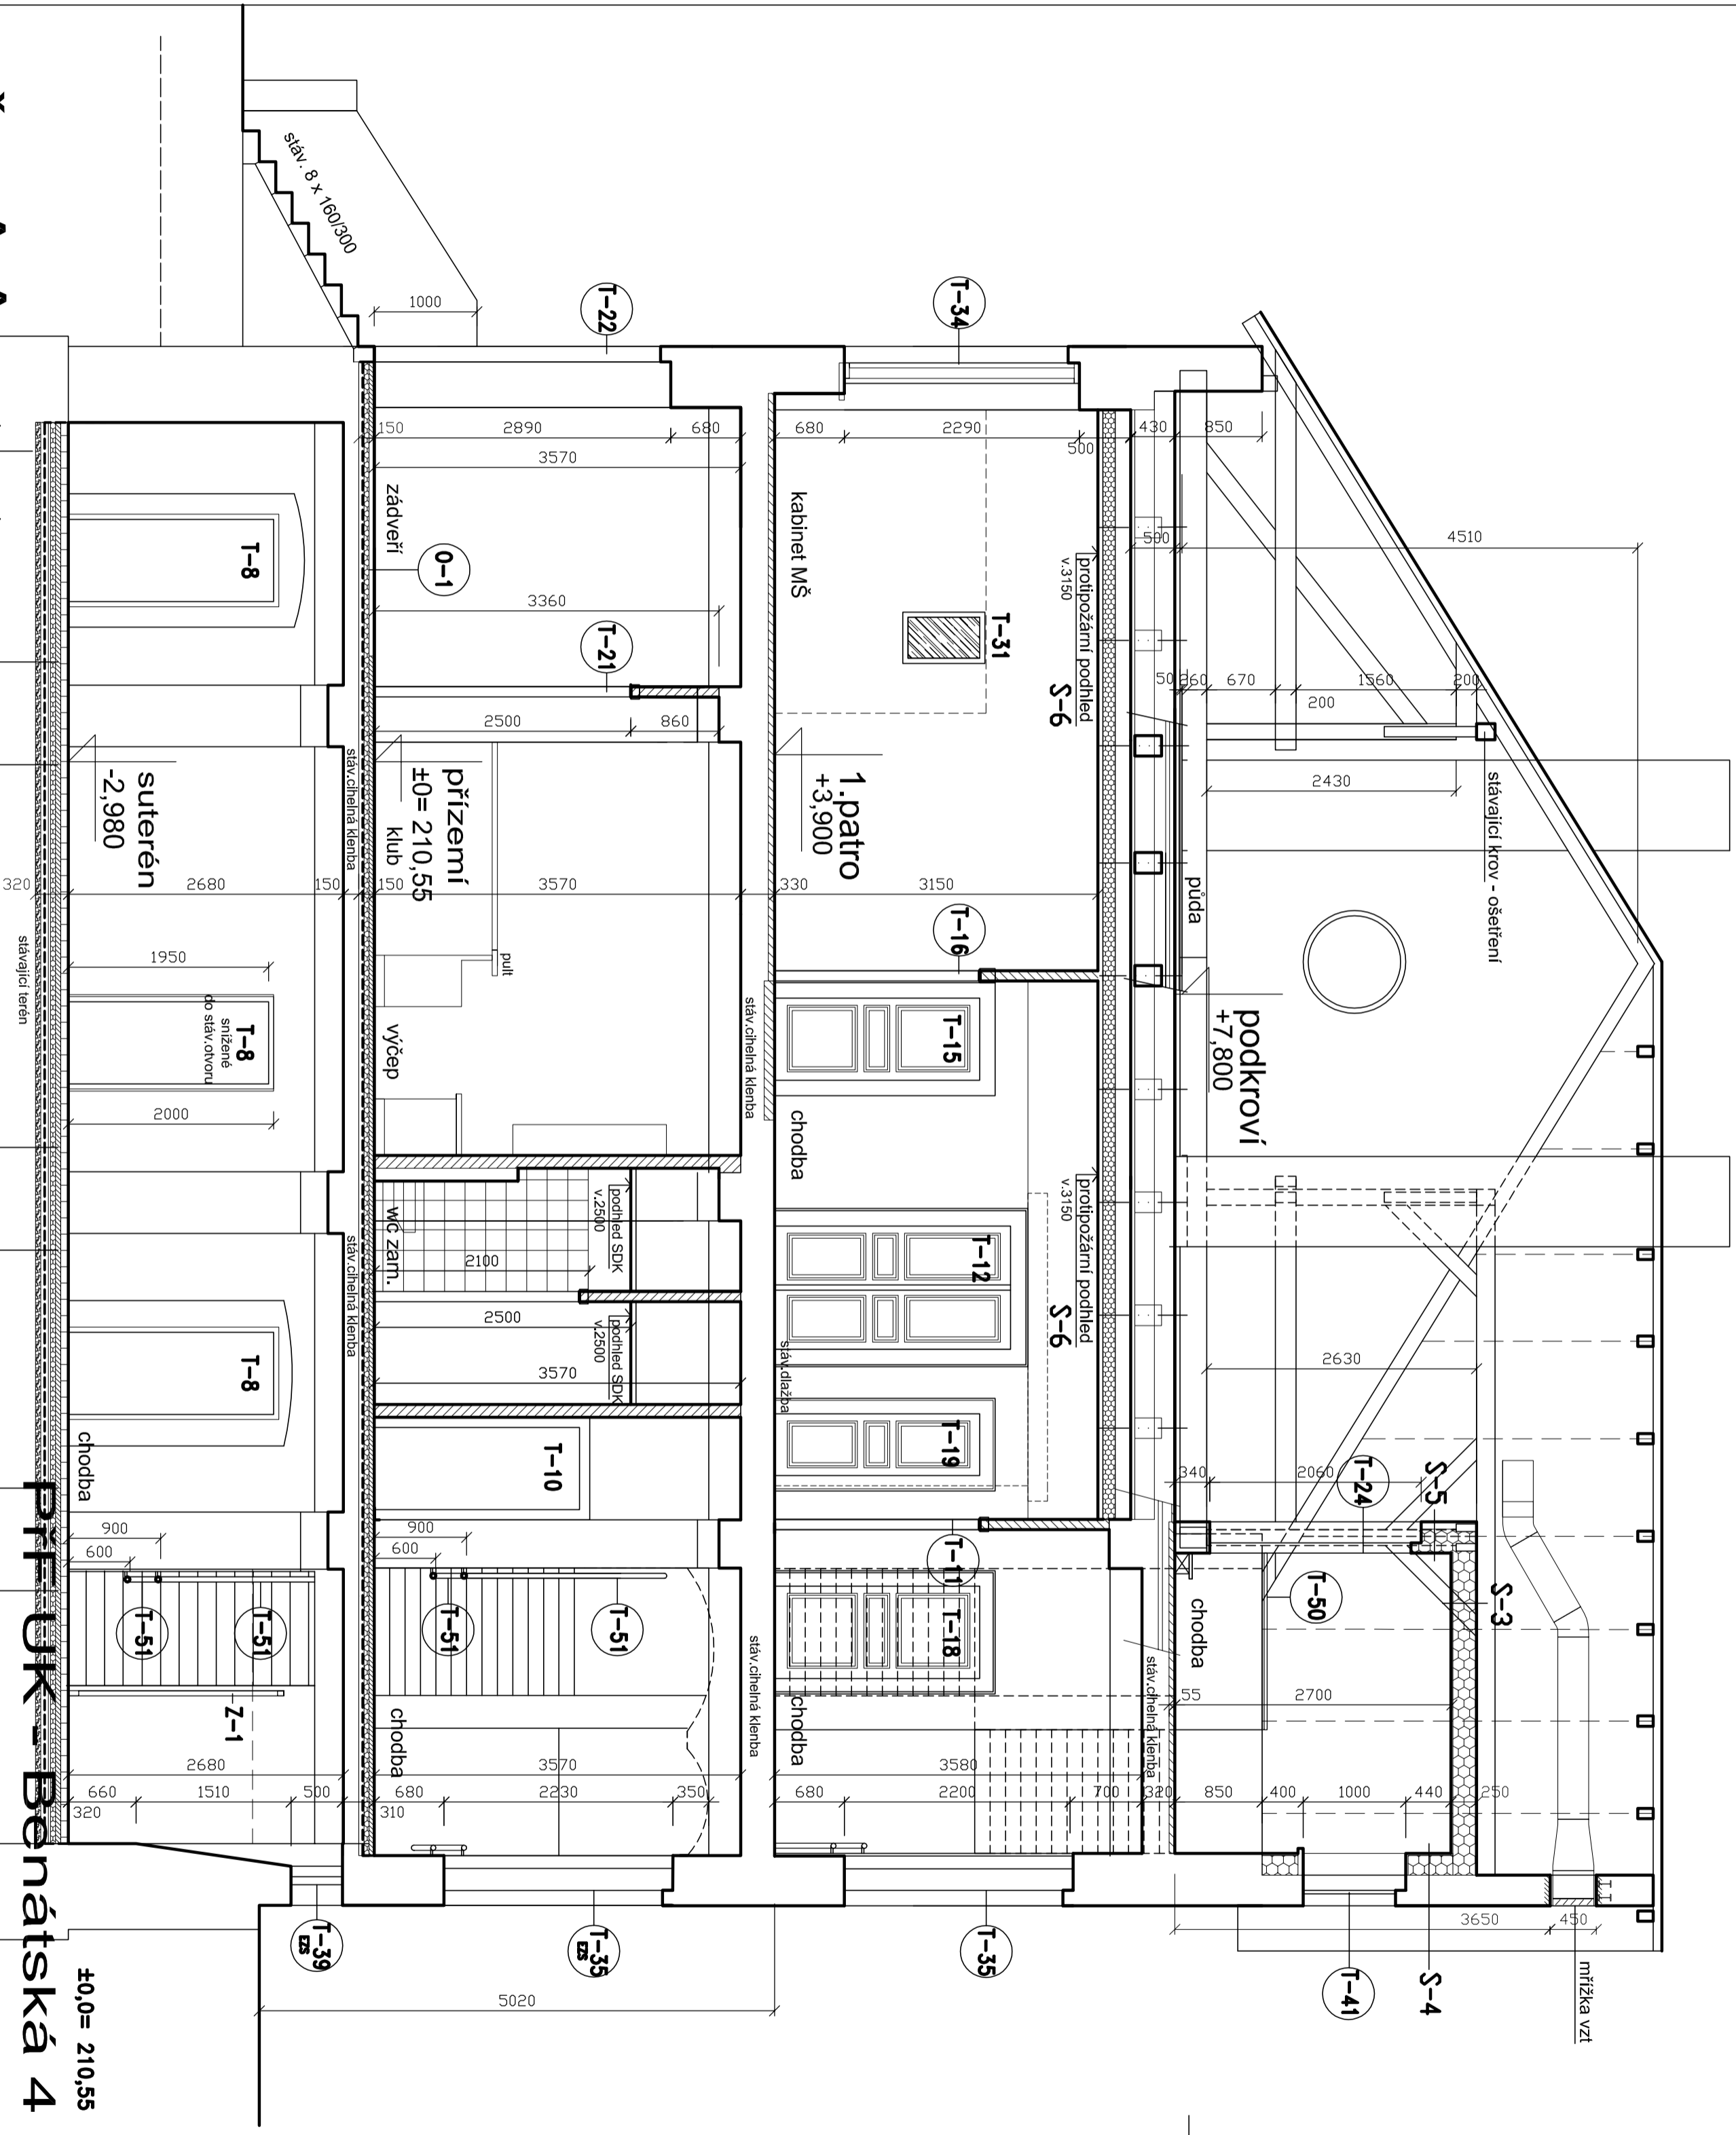 stáv. 8 x 160/300
1000
T-22
T-34
4510
850
430
500
2290
680
680
2890
150
3570
zádveří
O-1
3360
T-21
2500
860
kabinet MŠ
T-31
protipožární podhled
v.3150
S-6
500
50
260
670
200
1560
200
2430
stávající krov - ošetření
půda
podkroví
+7,800
1.patro
+3,900
330
3150
T-16
přízemí
±0= 210,55
klub
150
3570
pult
výčep
stáv.cihelná klenba
suterén
-2,980
stáv.cihelná klenba
320
2680
150
stávající terén
T-8
1950
T-8
snížené
do stáv.otvoru
2000
T-15
chodba
T-12
protipožární podhled
v.3150
S-6
stáv.dlažba
T-19
2630
wc zam.
podhled SDK
v.2500
2100
2500
podhled SDK
v.2500
3570
stáv.cihelná klenba
T-8
chodba
T-10
340
2060
T-24
S-5
S-3
T-50
chodba
T-11
T-18
chodba
stáv.cihelná klenba
55
2700
900
600
T-51
T-51
chodba
stáv.cihelná klenba
900
600
T-51
T-51
Z-1
2680
660
1510
500
320
3570
680
2230
350
310
3580
680
2200
700
320
850
400
1000
440
250
T-39
EZS
T-35
EZS
T-35
T-41
S-4
3650
450
mřížka vzt
5020
±0,0= 210,55
PřF UK - Benátská 4